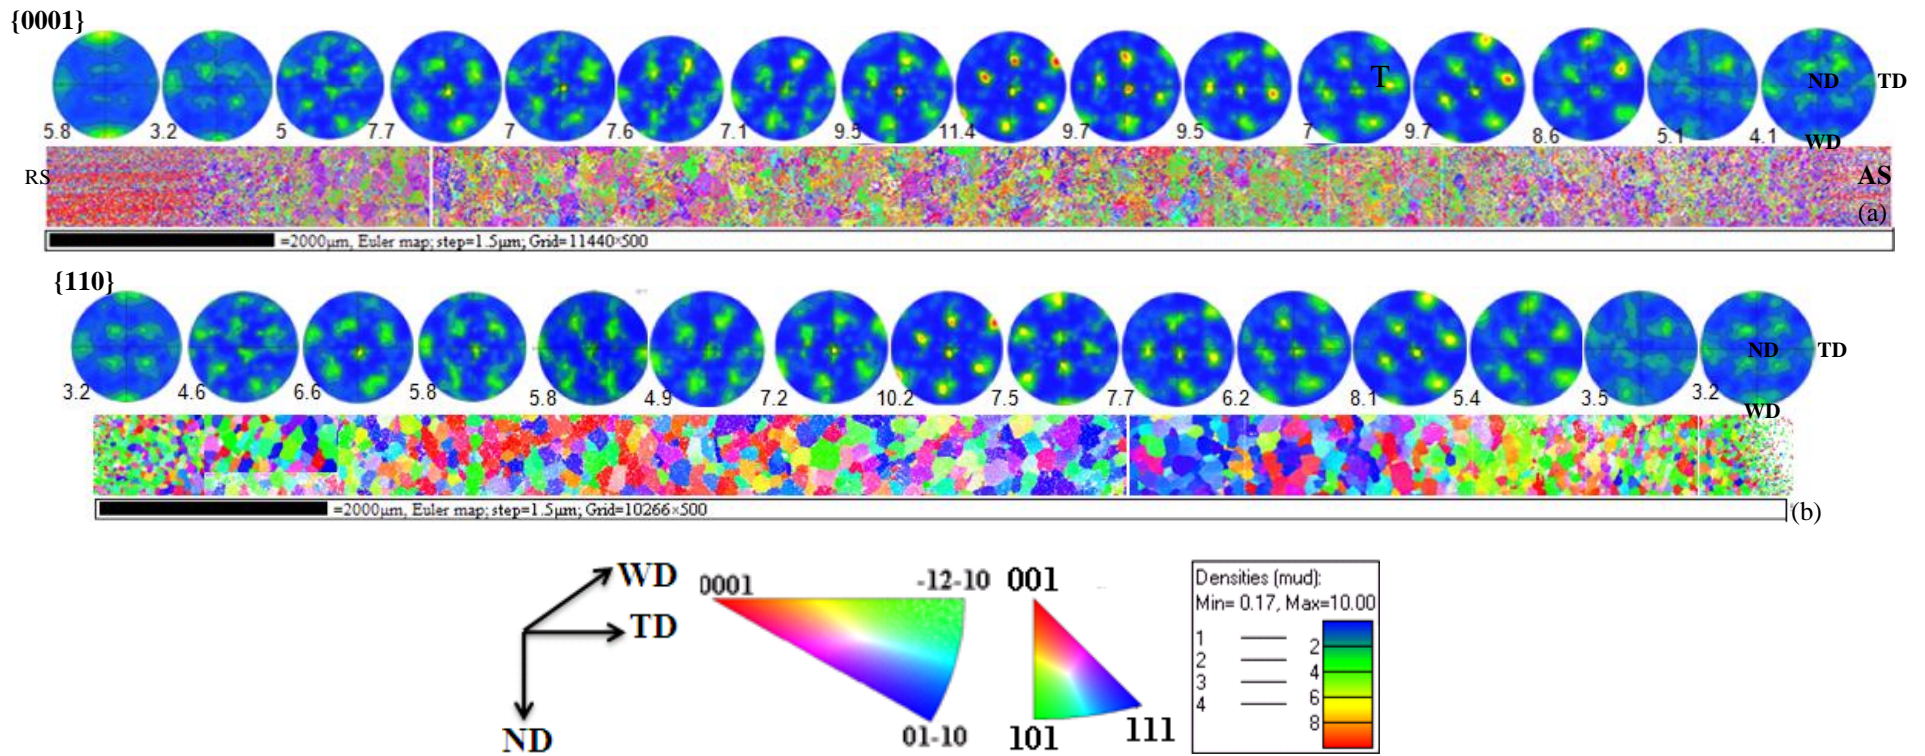 {0001}
T
ND
TD
5.8 3.2 5 7.7 7 7.6 7.1 9.5 11.4 9.7 9.5 7 9.7 8.6 5.1 4.1
WD
RS
AS
(a)
=2000µm, Euler map; step=1.5µm; Grid=11440×500
{110}
ND
TD
3.2 4.6 6.6 5.8 5.8 4.9 7.2 10.2 7.5 7.7 6.2 8.1 5.4 3.5 3.2
WD
=2000µm, Euler map; step=1.5µm; Grid=10266×500
(b)
WD
TD
ND
0001
-12-10
01-10
001
101
111
Densities (mud):
Min= 0.17, Max=10.00
1
2
3
4
2
4
6
8